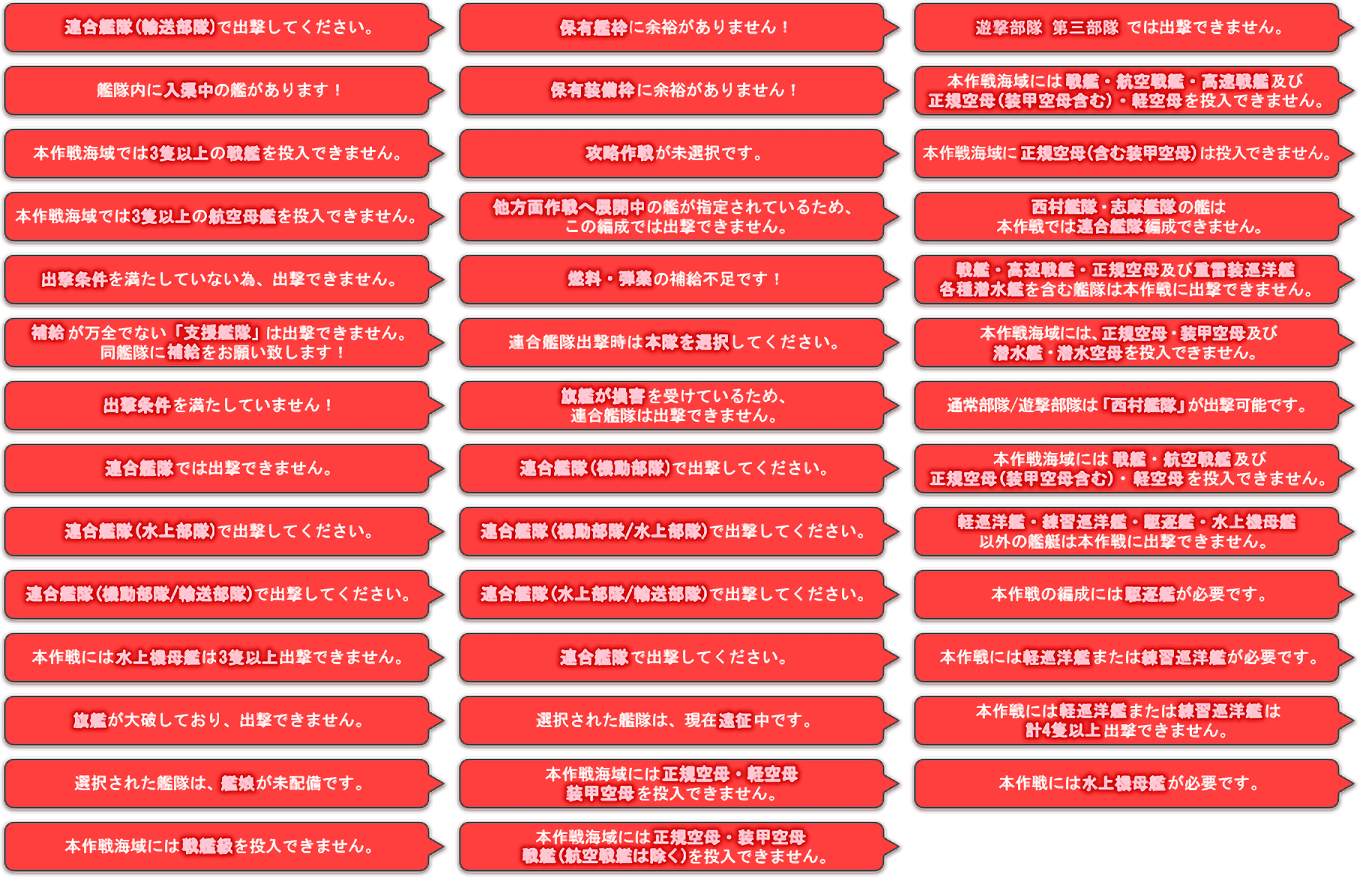 連合艦隊(輸送部隊)で出撃してください。
艦隊内に入渠中の艦があります!
本作戦海域では3隻以上の戦艦を投入できません。
本作戦海域では3隻以上の航空母艦を投入できません。
出撃条件を満たしていない為、出撃できません。
補給が万全でない「支援艦隊」は出撃できません。
同艦隊に補給をお願い致します!
出撃条件を満たしていません!
連合艦隊では出撃できません。
連合艦隊(水上部隊)で出撃してください。
連合艦隊(機動部隊/輸送部隊)で出撃してください。
本作戦には水上機母艦は3隻以上出撃できません。
旗艦が大破しており、出撃できません。
選択された艦隊は、艦娘が未配備です。
本作戦海域には戦艦級を投入できません。
保有艦枠に余裕がありません!
保有装備枠に余裕がありません!
攻略作戦が未選択です。
他方面作戦へ展開中の艦が指定されているため、
この編成では出撃できません。
燃料・弾薬の補給不足です!
連合艦隊出撃時は本隊を選択してください。
旗艦が損害を受けているため、
連合艦隊は出撃できません。
連合艦隊(機動部隊)で出撃してください。
連合艦隊(機動部隊/水上部隊)で出撃してください。
連合艦隊(水上部隊/輸送部隊)で出撃してください。
連合艦隊で出撃してください。
選択された艦隊は、現在遠征中です。
本作戦海域には正規空母・軽空母
装甲空母を投入できません。
本作戦海域には正規空母・装甲空母
戦艦(航空戦艦は除く)を投入できません。
遊撃部隊 第三部隊 では出撃できません。
本作戦海域には戦艦・航空戦艦・高速戦艦及び
正規空母(装甲空母含む)・軽空母を投入できません。
本作戦海域に正規空母(含む装甲空母)は投入できません。
西村艦隊・志摩艦隊の艦は
本作戦では連合艦隊編成できません。
戦艦・高速戦艦・正規空母及び重雷装巡洋艦
各種潜水艦を含む艦隊は本作戦に出撃できません。
本作戦海域には、正規空母・装甲空母及び
潜水艦・潜水空母を投入できません。
通常部隊/遊撃部隊は「西村艦隊」が出撃可能です。
本作戦海域には戦艦・航空戦艦及び
正規空母(装甲空母含む)・軽空母を投入できません。
軽巡洋艦・練習巡洋艦・駆逐艦・水上機母艦
以外の艦艇は本作戦に出撃できません。
本作戦の編成には駆逐艦が必要です。
本作戦には軽巡洋艦または練習巡洋艦が必要です。
本作戦には軽巡洋艦または練習巡洋艦は
計4隻以上出撃できません。
本作戦には水上機母艦が必要です。